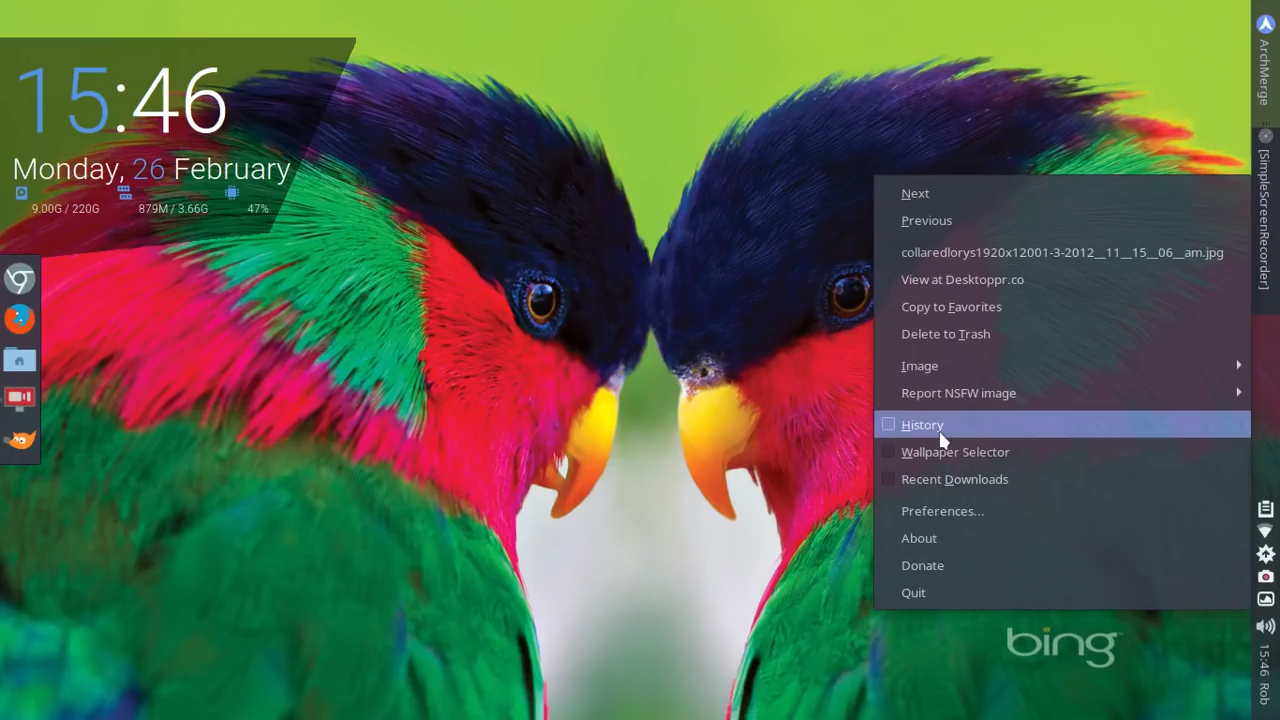 15:46
Monday, 26 February
9.00G / 220G
879M / 3.66G
47%
Next
Previous
collaredlorys1920x12001-3-2012__11__15__06__am.jpg
View at Desktoppr.co
Copy to Favorites
Delete to Trash
Image
Report NSFW image
History
Wallpaper Selector
Recent Downloads
Preferences...
About
Donate
Quit
bing
ArchMerge
[SimpleScreenRecorder]
15:46 Rob